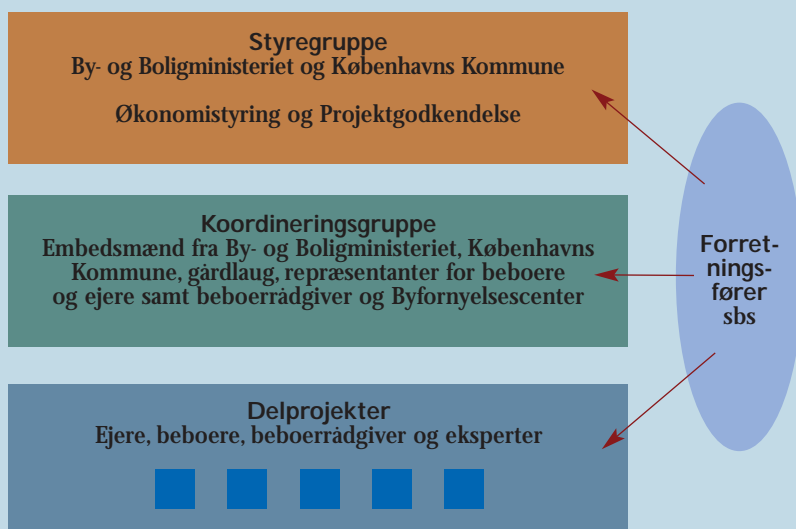 Styregruppe
By- og Boligministeriet og Københavns Kommune
Økonomistyring og Projektgodkendelse
Koordineringsgruppe
Embedsmænd fra By- og Boligministeriet, Københavns
Kommune, gårdlaug, repræsentanter for beboere
og ejere samt beboerrådgiver og Byfornyelsescenter
Delprojekter
Ejere, beboere, beboerrådgiver og eksperter
Forret-
nings-
fører
sbs